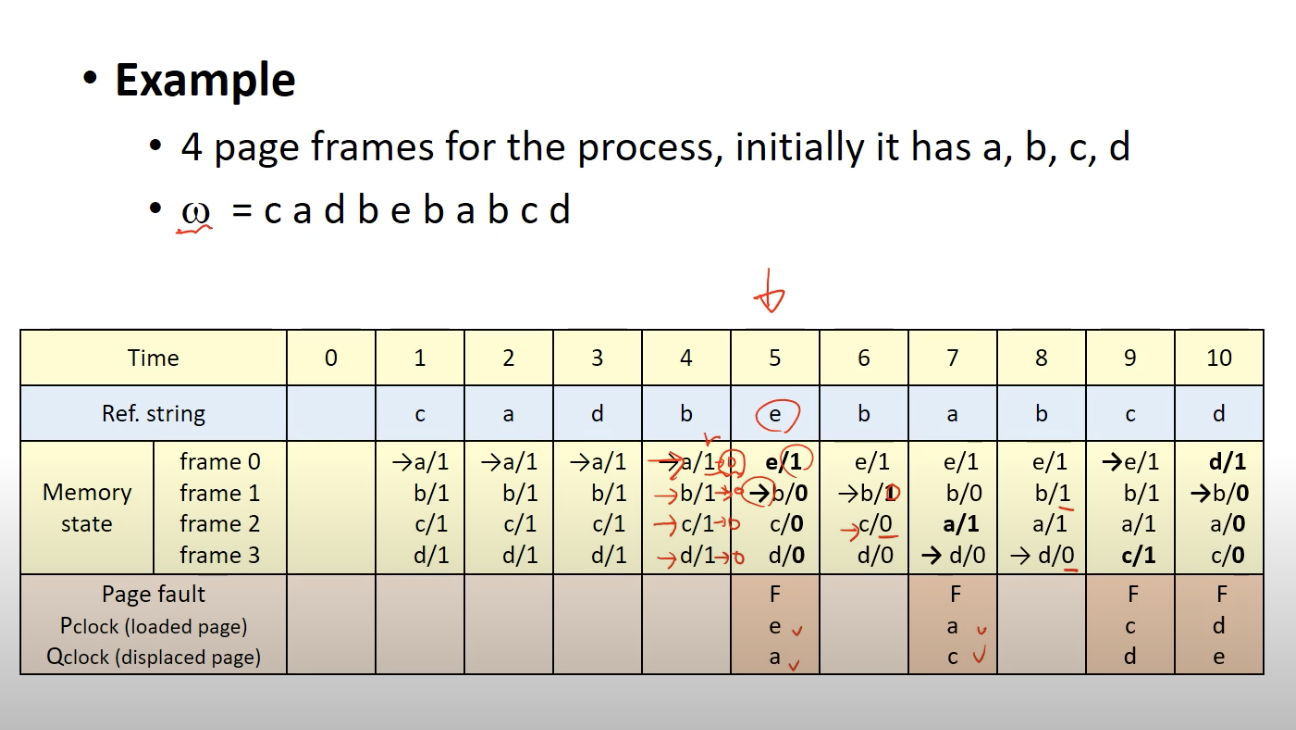 • Example
• 4 page frames for the process, initially it has a, b, c, d
• ω = c a d b e b a b c d
Time 0 1 2 3 4 5 6 7 8 9 10
Ref. string c a d b e b a b c d
Memory state
frame 0 →a/1 →a/1 →a/1 →a/1→0 e/1 e/1 e/1 e/1 →e/1 d/1
frame 1 b/1 b/1 b/1 →b/1→0 →b/0 →b/1 b/0 b/1 b/1 →b/0
frame 2 c/1 c/1 c/1 →c/1→0 c/0 →c/0 a/1 a/1 a/1 a/0
frame 3 d/1 d/1 d/1 →d/1→0 d/0 d/0 →d/0 →d/0 c/1 c/0
Page fault F F F F
Pclock (loaded page) e a c d
Qclock (displaced page) a c d e